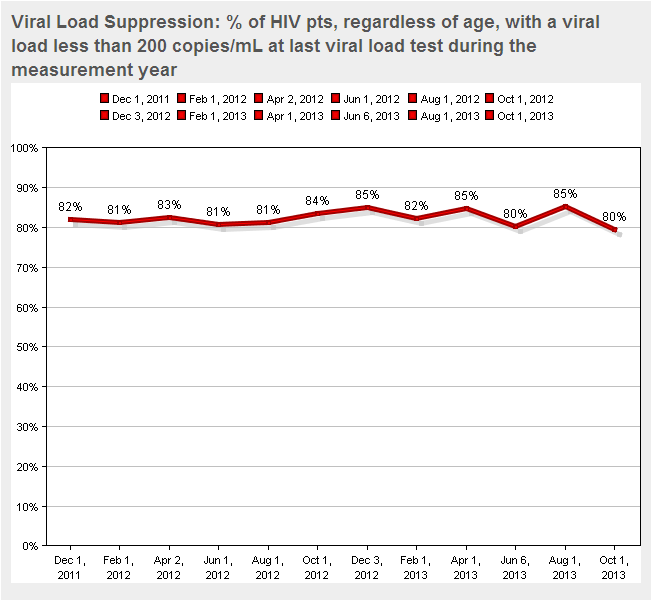 Viral Load Suppression: % of HIV pts, regardless of age, with a viral
load less than 200 copies/mL at last viral load test during the
measurement year
Dec 1, 2011 Feb 1, 2012 Apr 2, 2012 Jun 1, 2012 Aug 1, 2012 Oct 1, 2012
Dec 3, 2012 Feb 1, 2013 Apr 1, 2013 Jun 6, 2013 Aug 1, 2013 Oct 1, 2013
100%
90%
80%
70%
60%
50%
40%
30%
20%
10%
0%
82% 81% 83% 81% 81% 84% 85% 82% 85% 80% 85% 80%
Dec 1, Feb 1, Apr 2, Jun 1, Aug 1, Oct 1, Dec 3, Feb 1, Apr 1, Jun 6, Aug 1, Oct 1,
2011 2012 2012 2012 2012 2012 2012 2013 2013 2013 2013 2013